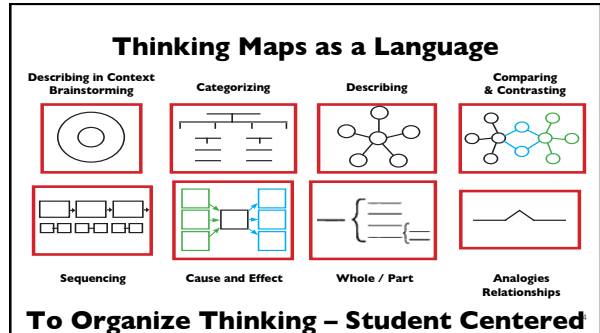 Thinking Maps as a Language
Describing in Context
Brainstorming
Categorizing
Describing
Comparing
& Contrasting
Sequencing
Cause and Effect
Whole / Part
Analogies
Relationships
To Organize Thinking – Student Centered